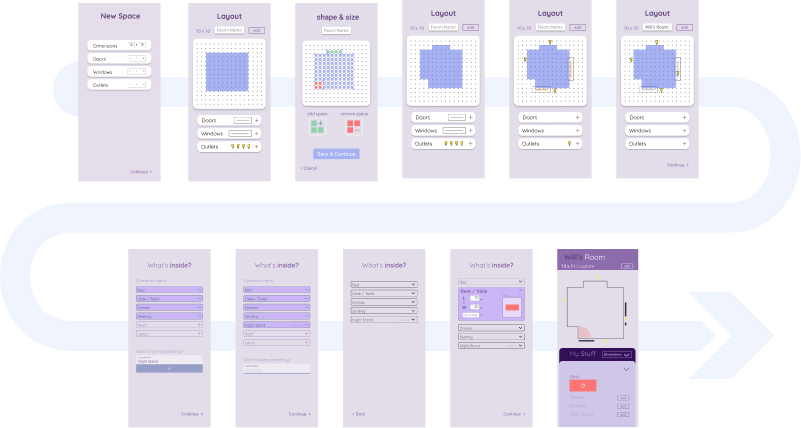 New Space
Dimensions
Doors
Windows
Outlets
Continue >
Layout
10 x 10 Room Name edit
Doors
Windows
Outlets
shape & size
Room Name
add space remove space
Save & Continue
< Cancel
Layout
10 x 10 Room Name edit
Doors
Windows
Outlets
Layout
10 x 10 Room Name edit
Doors
Windows
Outlets
Layout
10 x 10 Will's Room edit
Doors
Windows
Outlets
Continue >
What's inside?
Common items
Bed
Desk / Table
Dresser
Seating
Shelf
Lamp
Didn't have something?
Night Stand
Continue >
What's inside?
Common items
Bed
Desk / Table
Dresser
Seating
Night Stand
Shelf
Lamp
Didn't have something?
Continue >
What's inside?
Bed
Desk / Table
Dresser
Seating
Night Stand
< Back
What's inside?
Bed
Desk / Table
L
W
Dresser
Seating
Night Stand
Continue >
Will's Room
edit
My Stuff
Desk
Dresser edit
Seating edit
Night Stand edit